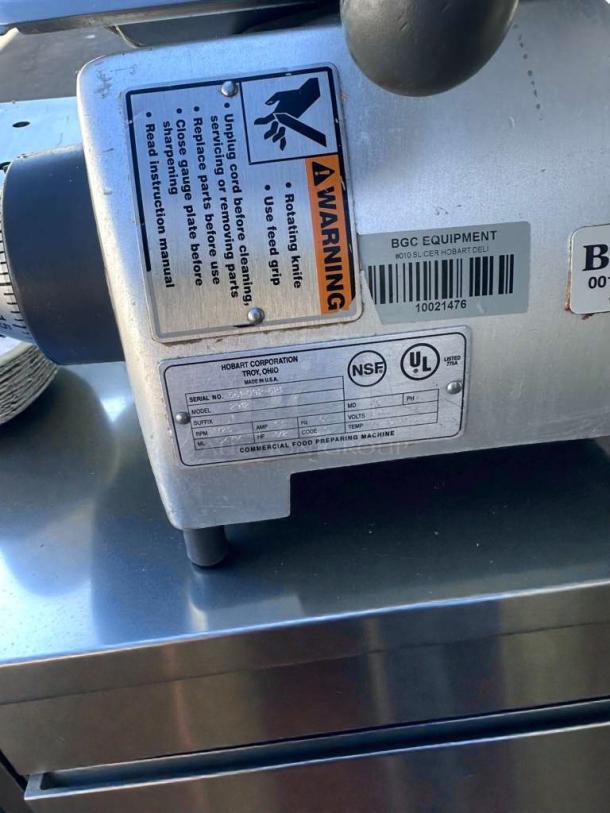 ⚠ WARNING
• Rotating knife
• Use feed grip
• Unplug cord before cleaning,
servicing or removing parts
• Replace parts before use
• Close gauge plate before
sharpening
• Read instruction manual
BGC EQUIPMENT
#010 SLICER HOBART DELI
10021476
B
001
HOBART CORPORATION
TROY, OHIO
MADE IN U.S.A.
NSF
UL
LISTED
775A
SERIAL NO.
MODEL
MD
PH
SUFFIX
VOLTS
RPM
AMP
TEMP
ML
HP
CODE
COMMERCIAL FOOD PREPARING MACHINE
15